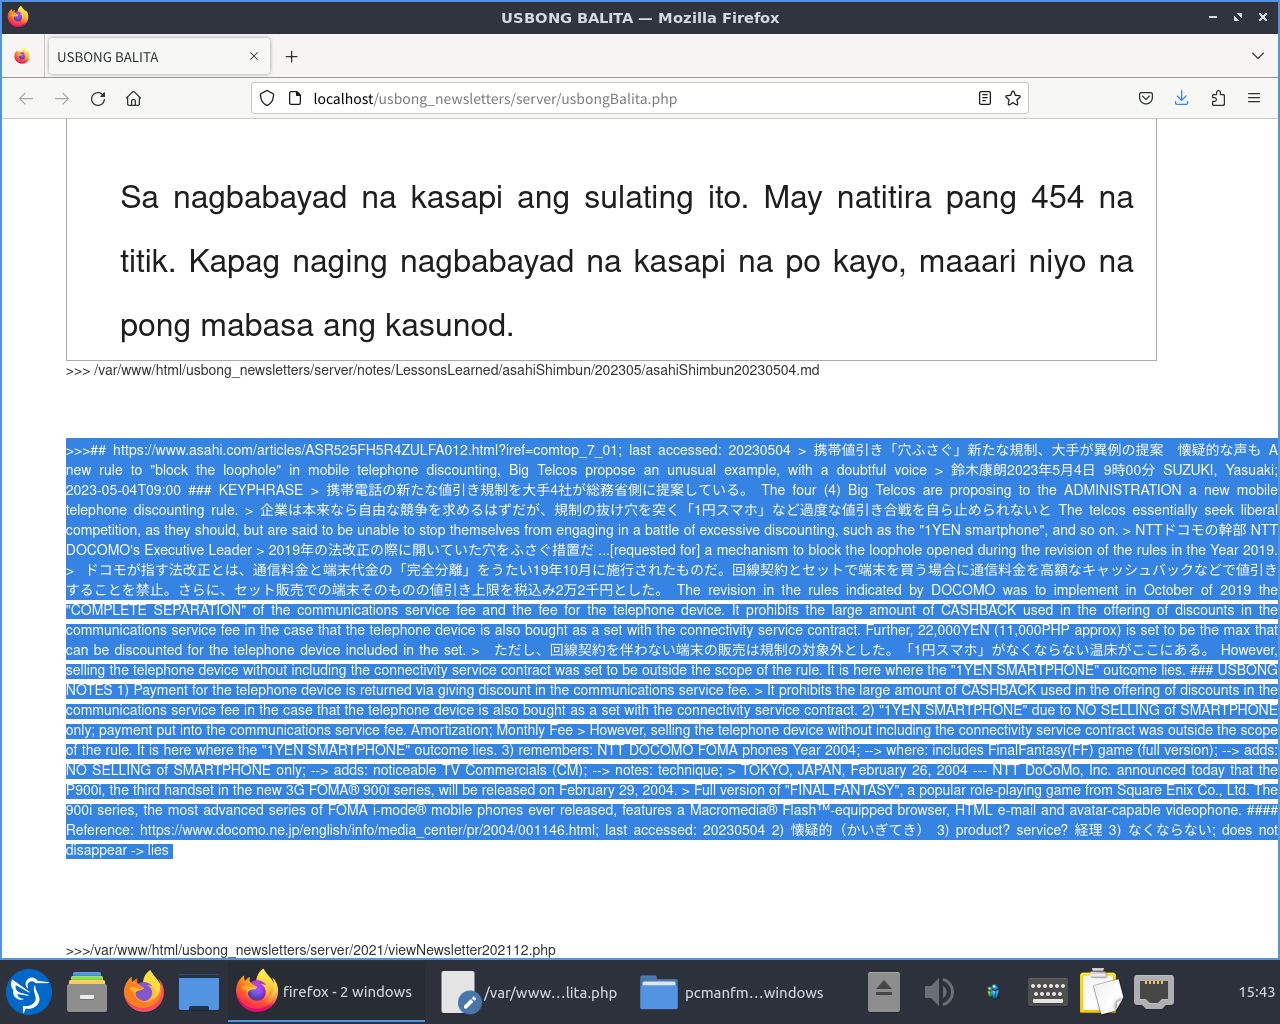 USBONG BALITA — Mozilla Firefox
USBONG BALITA
localhost/usbong_newsletters/server/usbongBalita.php
Sa nagbabayad na kasapi ang sulating ito. May natitira pang 454 na
titik. Kapag naging nagbabayad na kasapi na po kayo, maaari niyo na
pong mabasa ang kasunod.
>>> /var/www/html/usbong_newsletters/server/notes/LessonsLearned/asahiShimbun/202305/asahiShimbun20230504.md
>>>## https://www.asahi.com/articles/ASR525FH5R4ZULFA012.html?iref=comtop_7_01; last accessed: 20230504 > 携帯値引き「穴ふさぐ」新たな規制、大手が異例の提案　懐疑的な声も A
new rule to "block the loophole" in mobile telephone discounting, Big Telcos propose an unusual example, with a doubtful voice > 鈴木康朗2023年5月4日 9時00分 SUZUKI, Yasuaki;
2023-05-04T09:00 ### KEYPHRASE > 携帯電話の新たな値引き規制を大手4社が総務省側に提案している。 The four (4) Big Telcos are proposing to the ADMINISTRATION a new mobile
telephone discounting rule. > 企業は本来なら自由な競争を求めるはずだが、規制の抜け穴を突く「1円スマホ」など過度な値引き合戦を自ら止められないと The telcos essentially seek liberal
competition, as they should, but are said to be unable to stop themselves from engaging in a battle of excessive discounting, such as the "1YEN smartphone", and so on. > NTTドコモの幹部 NTT
DOCOMO's Executive Leader > 2019年の法改正の際に開いていた穴をふさぐ措置だ ...[requested for] a mechanism to block the loophole opened during the revision of the rules in the Year 2019.
>　ドコモが指す法改正とは、通信料金と端末代金の「完全分離」をうたい19年10月に施行されたものだ。回線契約とセットで端末を買う場合に通信料金を高額なキャッシュバックなどで値引き
することを禁止。さらに、セット販売での端末そのものの値引き上限を税込み2万2千円とした。 The revision in the rules indicated by DOCOMO was to implement in October of 2019 the
"COMPLETE SEPARATION" of the communications service fee and the fee for the telephone device. It prohibits the large amount of CASHBACK used in the offering of discounts in the
communications service fee in the case that the telephone device is also bought as a set with the connectivity service contract. Further, 22,000YEN (11,000PHP approx) is set to be the max that
can be discounted for the telephone device included in the set. >　ただし、回線契約を伴わない端末の販売は規制の対象外とした。「1円スマホ」がなくならない温床がここにある。 However,
selling the telephone device without including the connectivity service contract was set to be outside the scope of the rule. It is here where the "1YEN SMARTPHONE" outcome lies. ### USBONG
NOTES 1) Payment for the telephone device is returned via giving discount in the communications service fee. > It prohibits the large amount of CASHBACK used in the offering of discounts in the
communications service fee in the case that the telephone device is also bought as a set with the connectivity service contract. 2) "1YEN SMARTPHONE" due to NO SELLING of SMARTPHONE
only; payment put into the communications service fee. Amortization; Monthly Fee > However, selling the telephone device without including the connectivity service contract was outside the scope
of the rule. It is here where the "1YEN SMARTPHONE" outcome lies. 3) remembers: NTT DOCOMO FOMA phones Year 2004; --> where: includes FinalFantasy(FF) game (full version); --> adds:
NO SELLING of SMARTPHONE only; --> adds: noticeable TV Commercials (CM); --> notes: technique; > TOKYO, JAPAN, February 26, 2004 --- NTT DoCoMo, Inc. announced today that the
P900i, the third handset in the new 3G FOMA® 900i series, will be released on February 29, 2004. > Full version of "FINAL FANTASY", a popular role-playing game from Square Enix Co., Ltd. The
900i series, the most advanced series of FOMA i-mode® mobile phones ever released, features a Macromedia® Flash™-equipped browser, HTML e-mail and avatar-capable videophone. ####
Reference: https://www.docomo.ne.jp/english/info/media_center/pr/2004/001146.html; last accessed: 20230504 2) 懐疑的（かいぎてき） 3) product? service? 経理 3) なくならない; does not
disappear -> lies
>>>/var/www/html/usbong_newsletters/server/2021/viewNewsletter202112.php
firefox - 2 windows
/var/www...lita.php
pcmanfm...windows
15:43